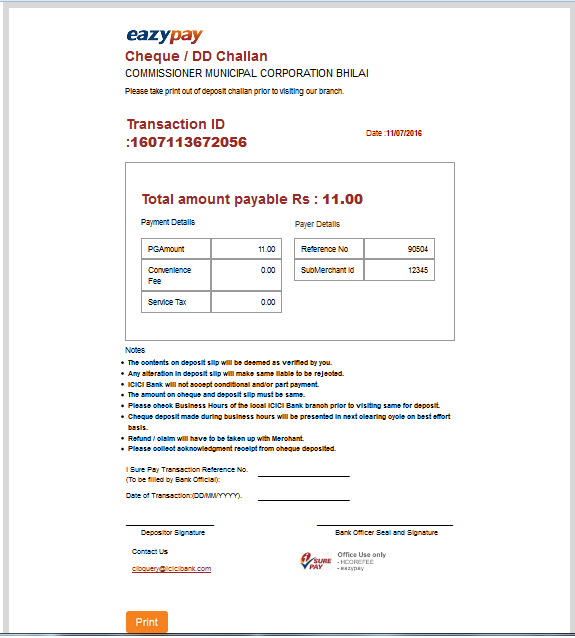 eazypay
Cheque / DD Challan
COMMISSIONER MUNICIPAL CORPORATION BHILAI
Please take print out of deposit challan prior to visiting our branch.
Transaction ID
:1607113672056
Date :11/07/2016
Total amount payable Rs : 11.00
Payment Details
Payer Details
PGAmount 11.00
Reference No 90504
Convenience
Fee 0.00
SubMerchant Id 12345
Service Tax 0.00
Notes
The contents on deposit slip will be deemed as verified by you.
Any alteration in deposit slip will make same liable to be rejected.
ICICI Bank will not accept conditional and/or part payment.
The amount on cheque and deposit slip must be same.
Please check Business Hours of the local ICICI Bank branch prior to visiting same for deposit.
Cheque deposit made during business hours will be presented in next clearing cycle on best effort
basis.
Refund / claim will have to be taken up with Merchant.
Please collect acknowledgment receipt from cheque deposited.
I Sure Pay Transaction Reference No.
(To be filled by Bank Official):
Date of Transaction:(DD/MM/YYYY).
Depositor Signature
Bank Officer Seal and Signature
Contact Us
cibquery@icicibank.com
i SURE
PAY
Office Use only
- HCOREFEE
- eazypay
Print